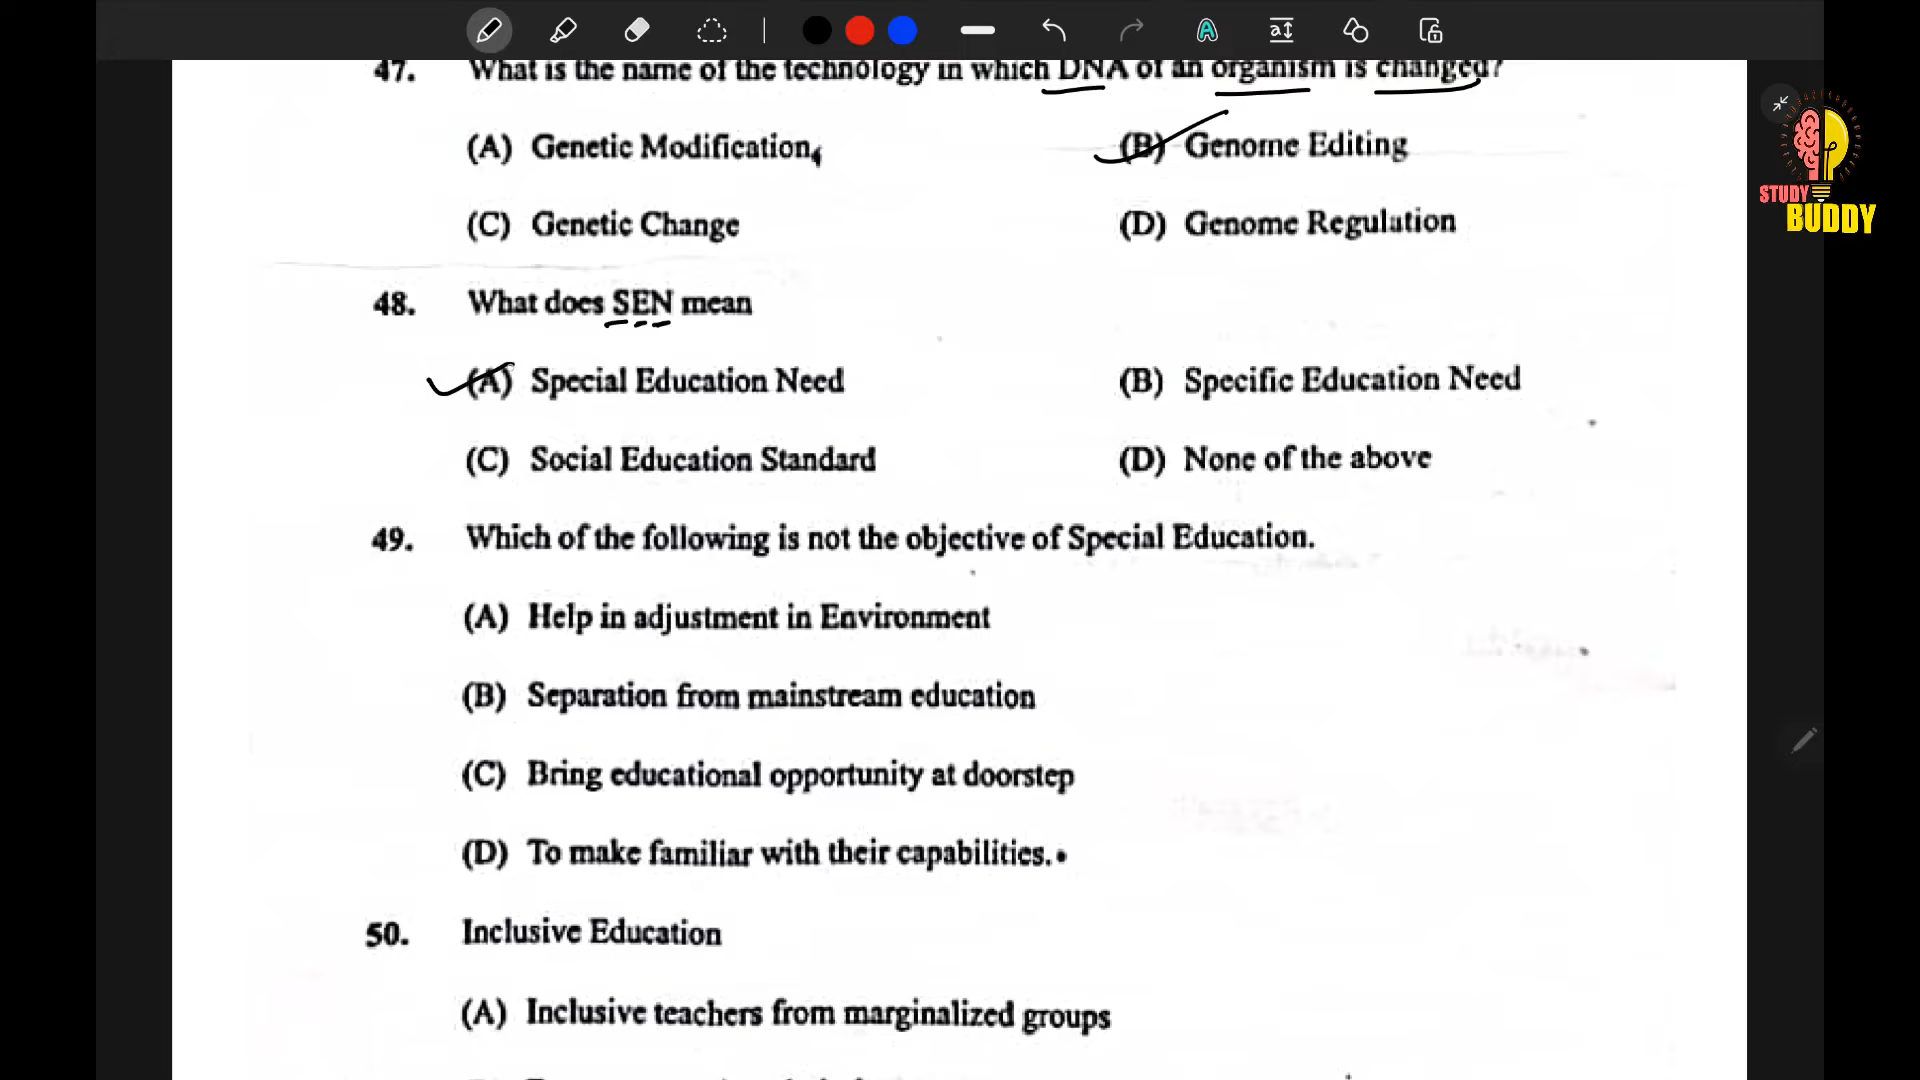 47. What is the name of the technology in which DNA of an organism is changed?
(A) Genetic Modification (B) Genome Editing
(C) Genetic Change (D) Genome Regulation
48. What does SEN mean
(A) Special Education Need (B) Specific Education Need
(C) Social Education Standard (D) None of the above
49. Which of the following is not the objective of Special Education.
(A) Help in adjustment in Environment
(B) Separation from mainstream education
(C) Bring educational opportunity at doorstep
(D) To make familiar with their capabilities.
50. Inclusive Education
(A) Inclusive teachers from marginalized groups
STUDY
BUDDY